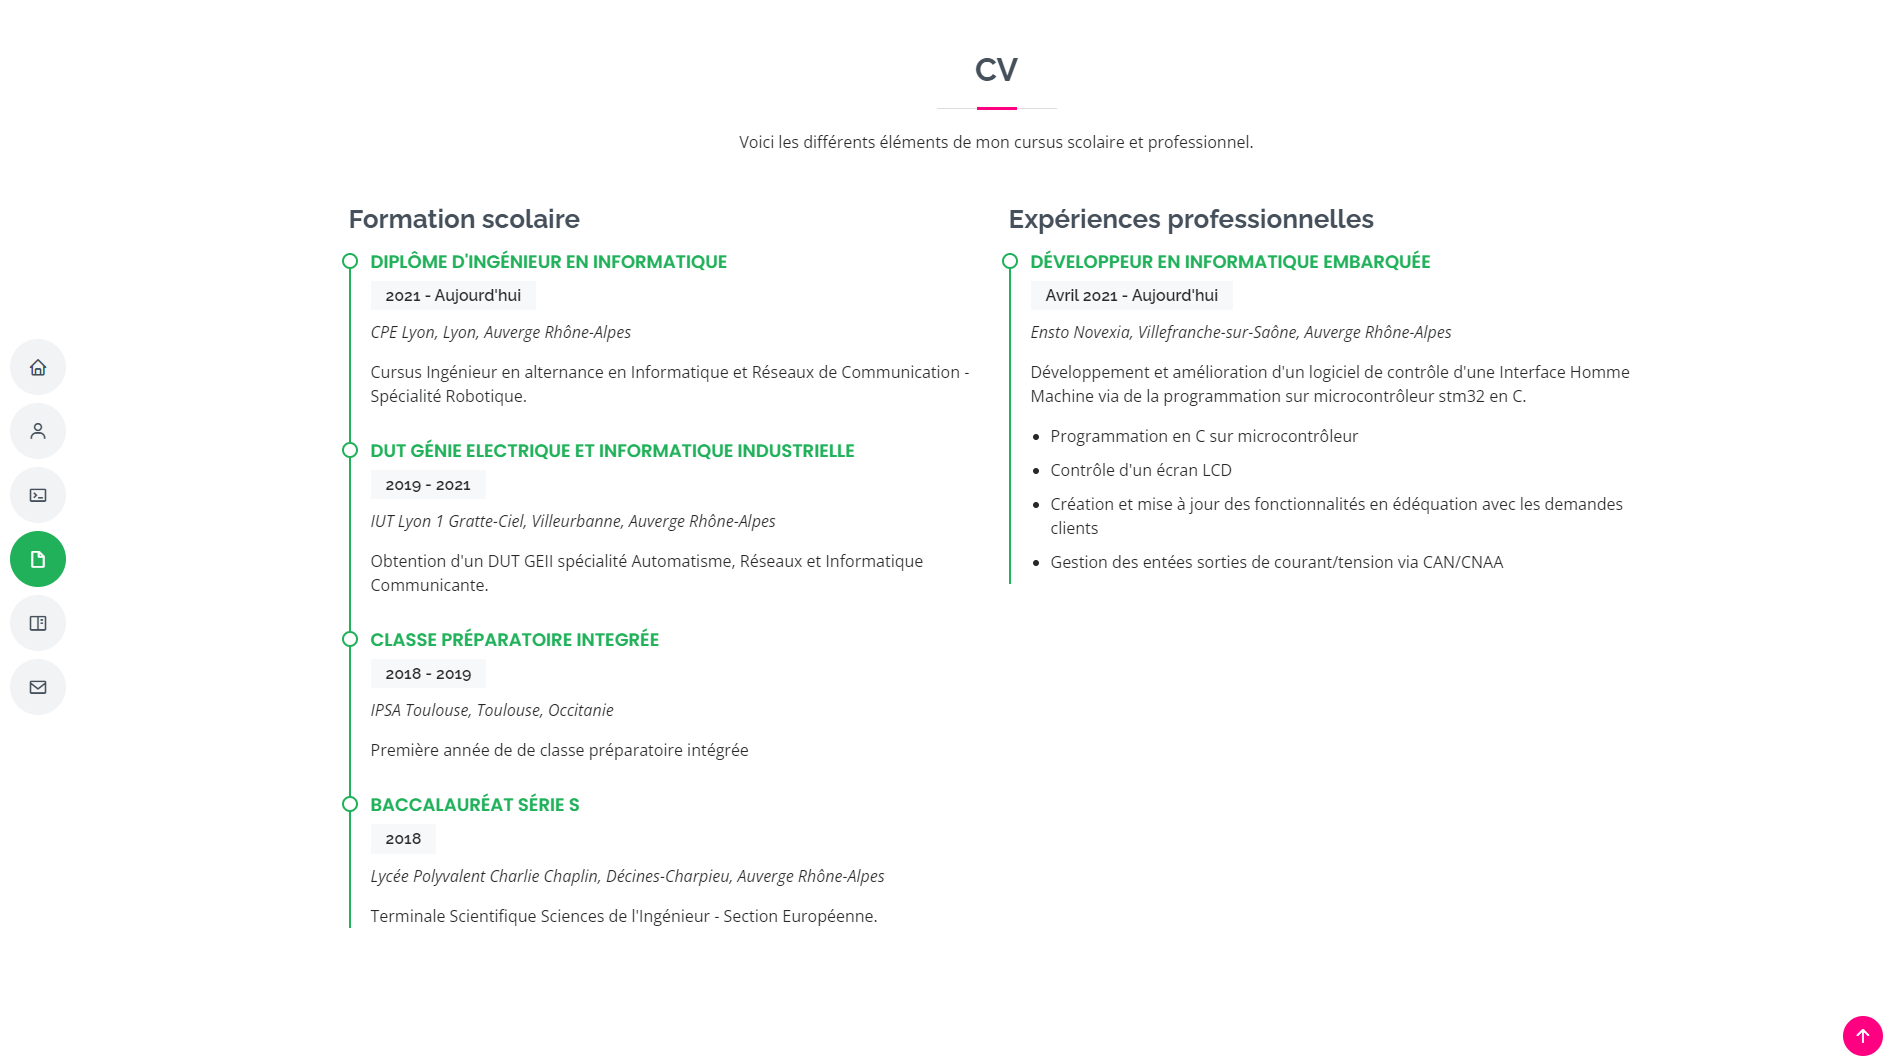 CV
Voici les différents éléments de mon cursus scolaire et professionnel.
Formation scolaire
DIPLÔME D'INGÉNIEUR EN INFORMATIQUE
2021 - Aujourd'hui
CPE Lyon, Lyon, Auverge Rhône-Alpes
Cursus Ingénieur en alternance en Informatique et Réseaux de Communication -
Spécialité Robotique.
DUT GÉNIE ELECTRIQUE ET INFORMATIQUE INDUSTRIELLE
2019 - 2021
IUT Lyon 1 Gratte-Ciel, Villeurbanne, Auverge Rhône-Alpes
Obtention d'un DUT GEII spécialité Automatisme, Réseaux et Informatique
Communicante.
CLASSE PRÉPARATOIRE INTEGRÉE
2018 - 2019
IPSA Toulouse, Toulouse, Occitanie
Première année de de classe préparatoire intégrée
BACCALAURÉAT SÉRIE S
2018
Lycée Polyvalent Charlie Chaplin, Décines-Charpieu, Auverge Rhône-Alpes
Terminale Scientifique Sciences de l'Ingénieur - Section Européenne.
Expériences professionnelles
DÉVELOPPEUR EN INFORMATIQUE EMBARQUÉE
Avril 2021 - Aujourd'hui
Ensto Novexia, Villefranche-sur-Saône, Auverge Rhône-Alpes
Développement et amélioration d'un logiciel de contrôle d'une Interface Homme
Machine via de la programmation sur microcontrôleur stm32 en C.
Programmation en C sur microcontrôleur
Contrôle d'un écran LCD
Création et mise à jour des fonctionnalités en édéquation avec les demandes
clients
Gestion des entées sorties de courant/tension via CAN/CNAA